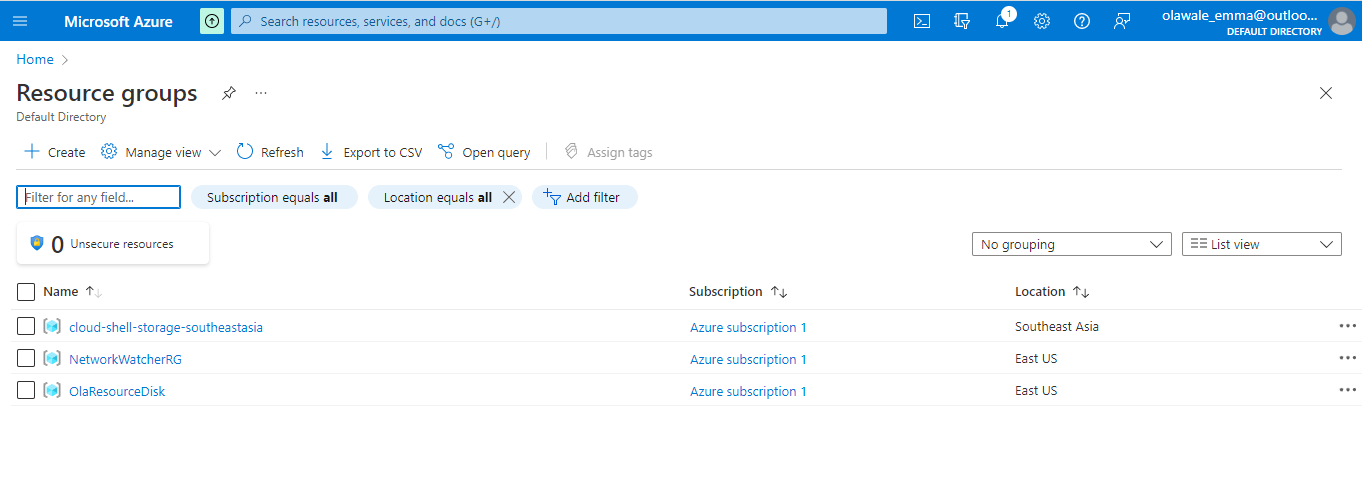 Microsoft Azure
Search resources, services, and docs (G+/)
1
olawale_emma@outloo...
DEFAULT DIRECTORY
Home
Resource groups
Default Directory
Create
Manage view
Refresh
Export to CSV
Open query
Assign tags
Filter for any field...
Subscription equals all
Location equals all
Add filter
0 Unsecure resources
No grouping
List view
Name Subscription Location
cloud-shell-storage-southeastasia Azure subscription 1 Southeast Asia
NetworkWatcherRG Azure subscription 1 East US
OlaResourceDisk Azure subscription 1 East US